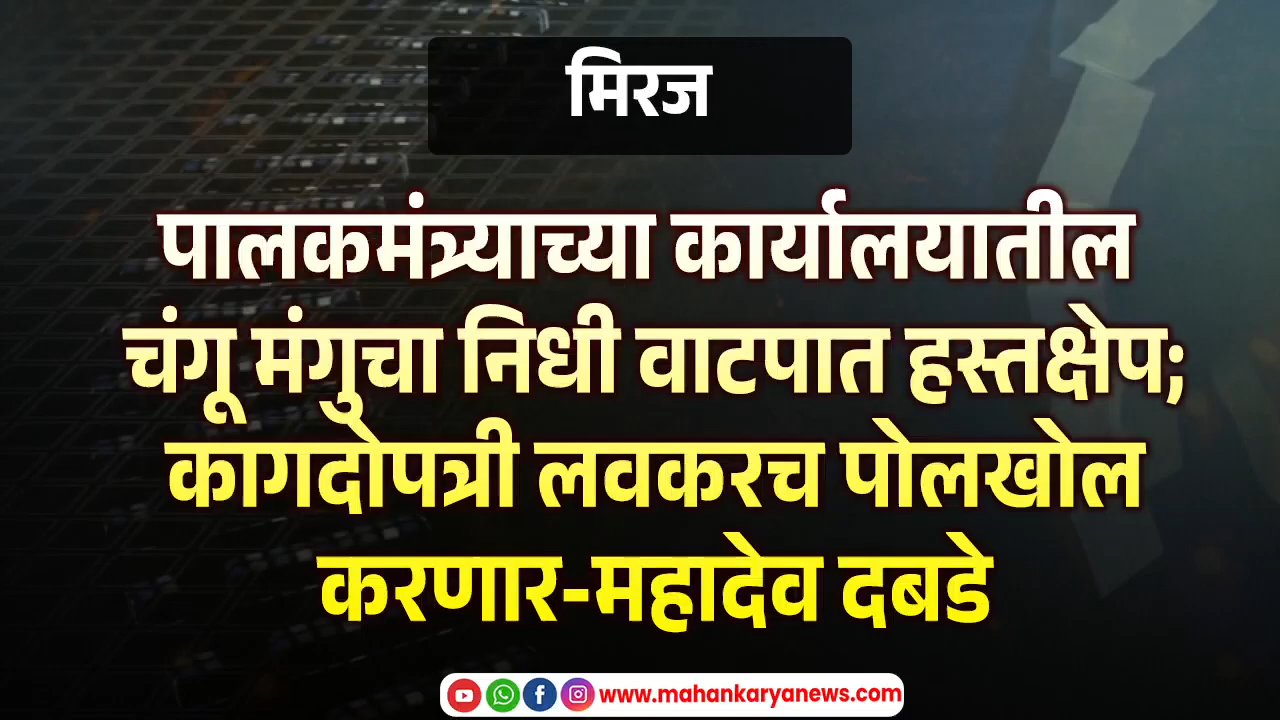 मिरज
पालकमंत्र्याच्या कार्यालयातील
चंगू मंगुचा निधी वाटपात हस्तक्षेप;
कागदोपत्री लवकरच पोलखोल
करणार-महादेव दबडे
www.mahankaryanews.com